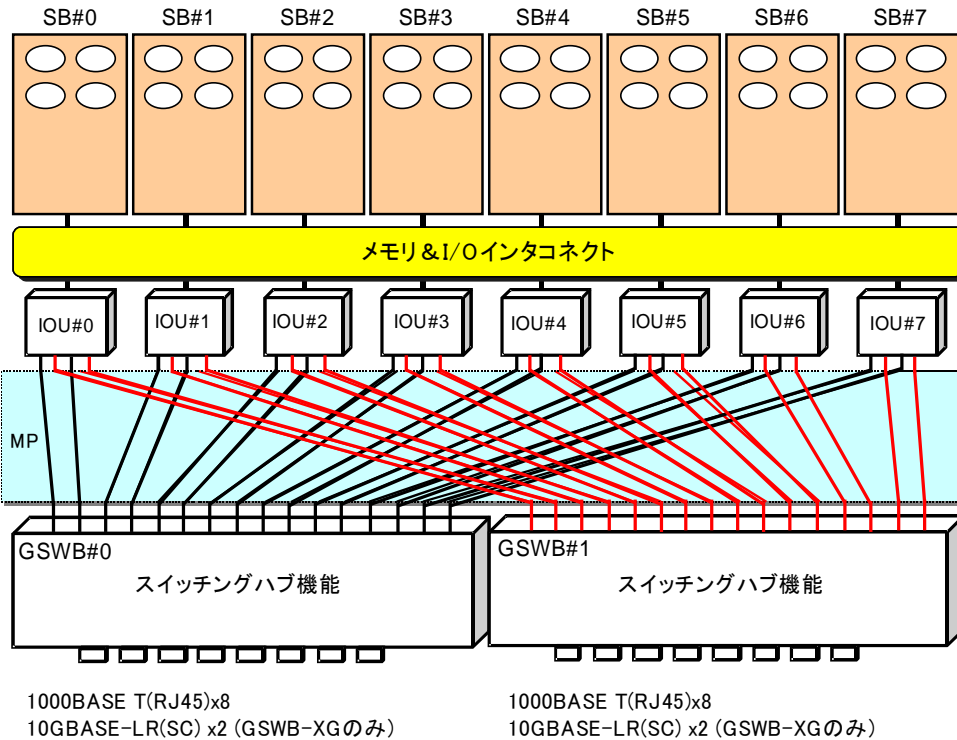 SB#0 SB#1 SB#2 SB#3 SB#4 SB#5 SB#6 SB#7
メモリ&I/Oインタコネクト
IOU#0 IOU#1 IOU#2 IOU#3 IOU#4 IOU#5 IOU#6 IOU#7
MP
GSWB#0
スイッチングハブ機能
GSWB#1
スイッチングハブ機能
1000BASE T(RJ45)x8
10GBASE-LR(SC) x2 (GSWB-XGのみ)
1000BASE T(RJ45)x8
10GBASE-LR(SC) x2 (GSWB-XGのみ)